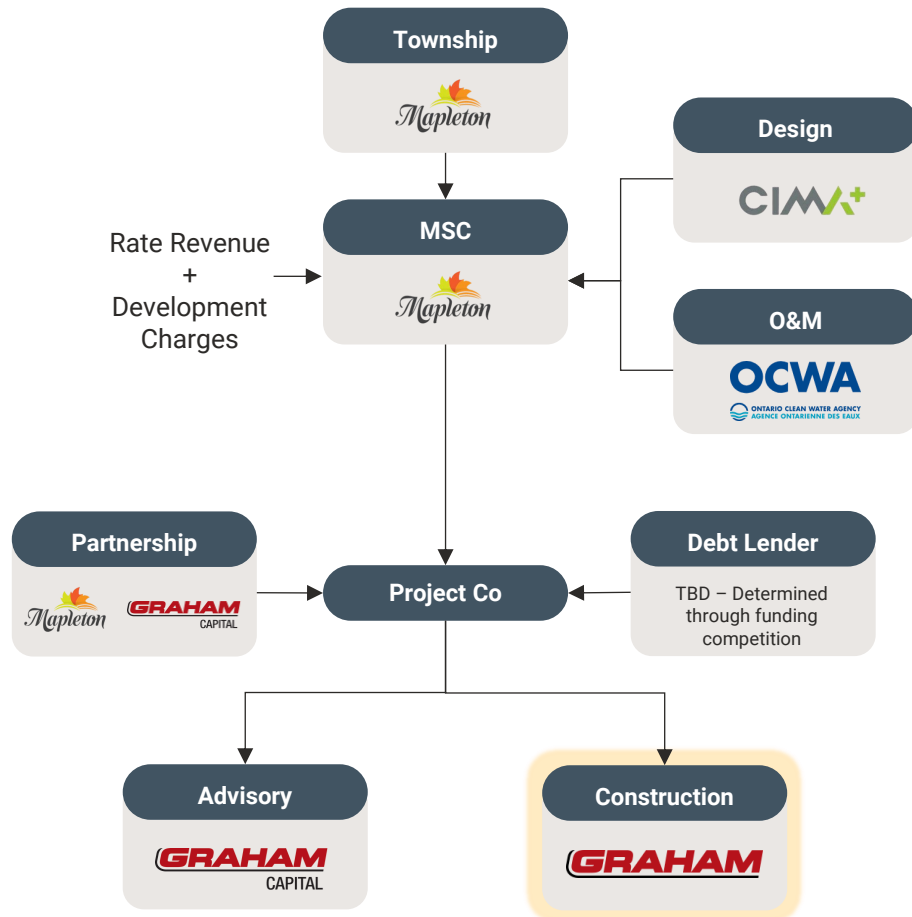 Township
Mapleton
Design
CIMA+
MSC
Mapleton
Rate Revenue
+
Development
Charges
O&M
OCWA
ONTARIO CLEAN WATER AGENCY
AGENCE ONTARIENNE DES EAUX
Partnership
Mapleton
GRAHAM
CAPITAL
Project Co
Debt Lender
TBD – Determined
through funding
competition
Advisory
GRAHAM
CAPITAL
Construction
GRAHAM